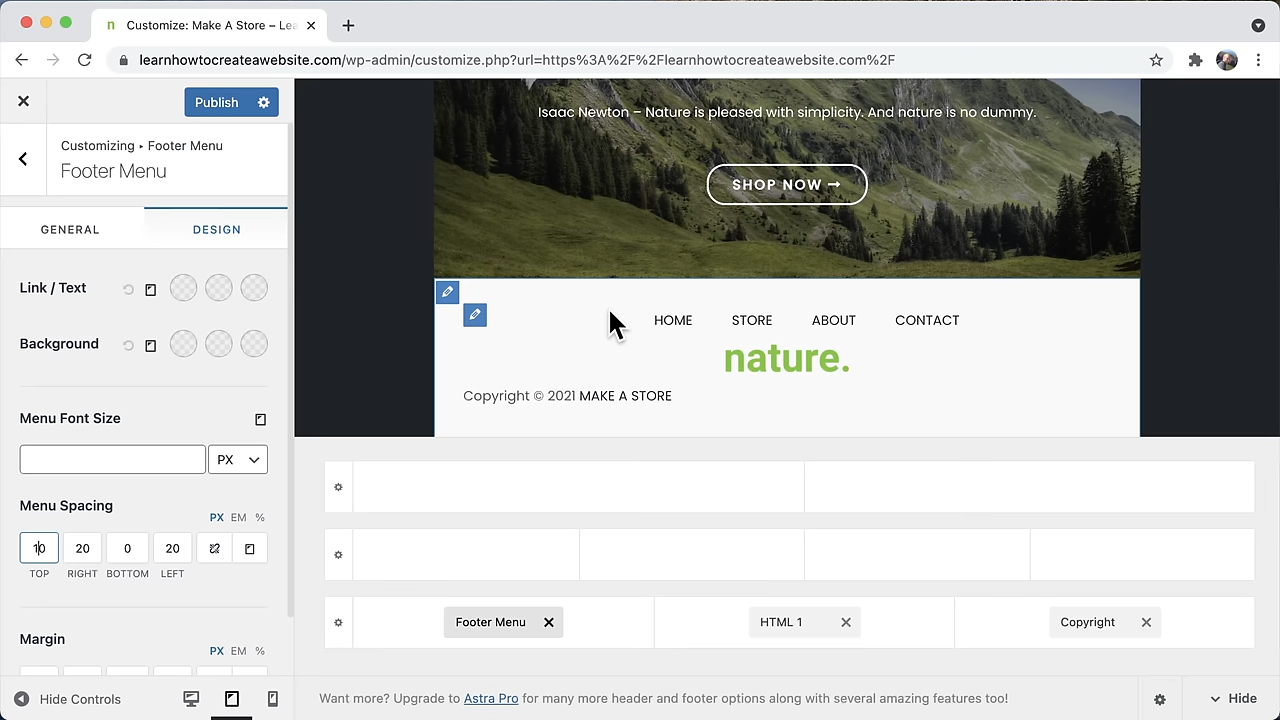 n Customize: Make A Store – Lea
learnhowtocreateawebsite.com/wp-admin/customize.php?url=https%3A%2F%2Flearnhowtocreateawebsite.com%2F
Publish
Customizing ▸ Footer Menu
Footer Menu
GENERAL DESIGN
Link / Text
Background
Menu Font Size
PX
Menu Spacing
PX EM %
10 20 0 20
TOP RIGHT BOTTOM LEFT
Margin
PX EM %
Hide Controls
Isaac Newton – Nature is pleased with simplicity. And nature is no dummy.
SHOP NOW →
HOME STORE ABOUT CONTACT
nature.
Copyright © 2021 MAKE A STORE
Footer Menu HTML 1 Copyright
Want more? Upgrade to Astra Pro for many more header and footer options along with several amazing features too!
Hide